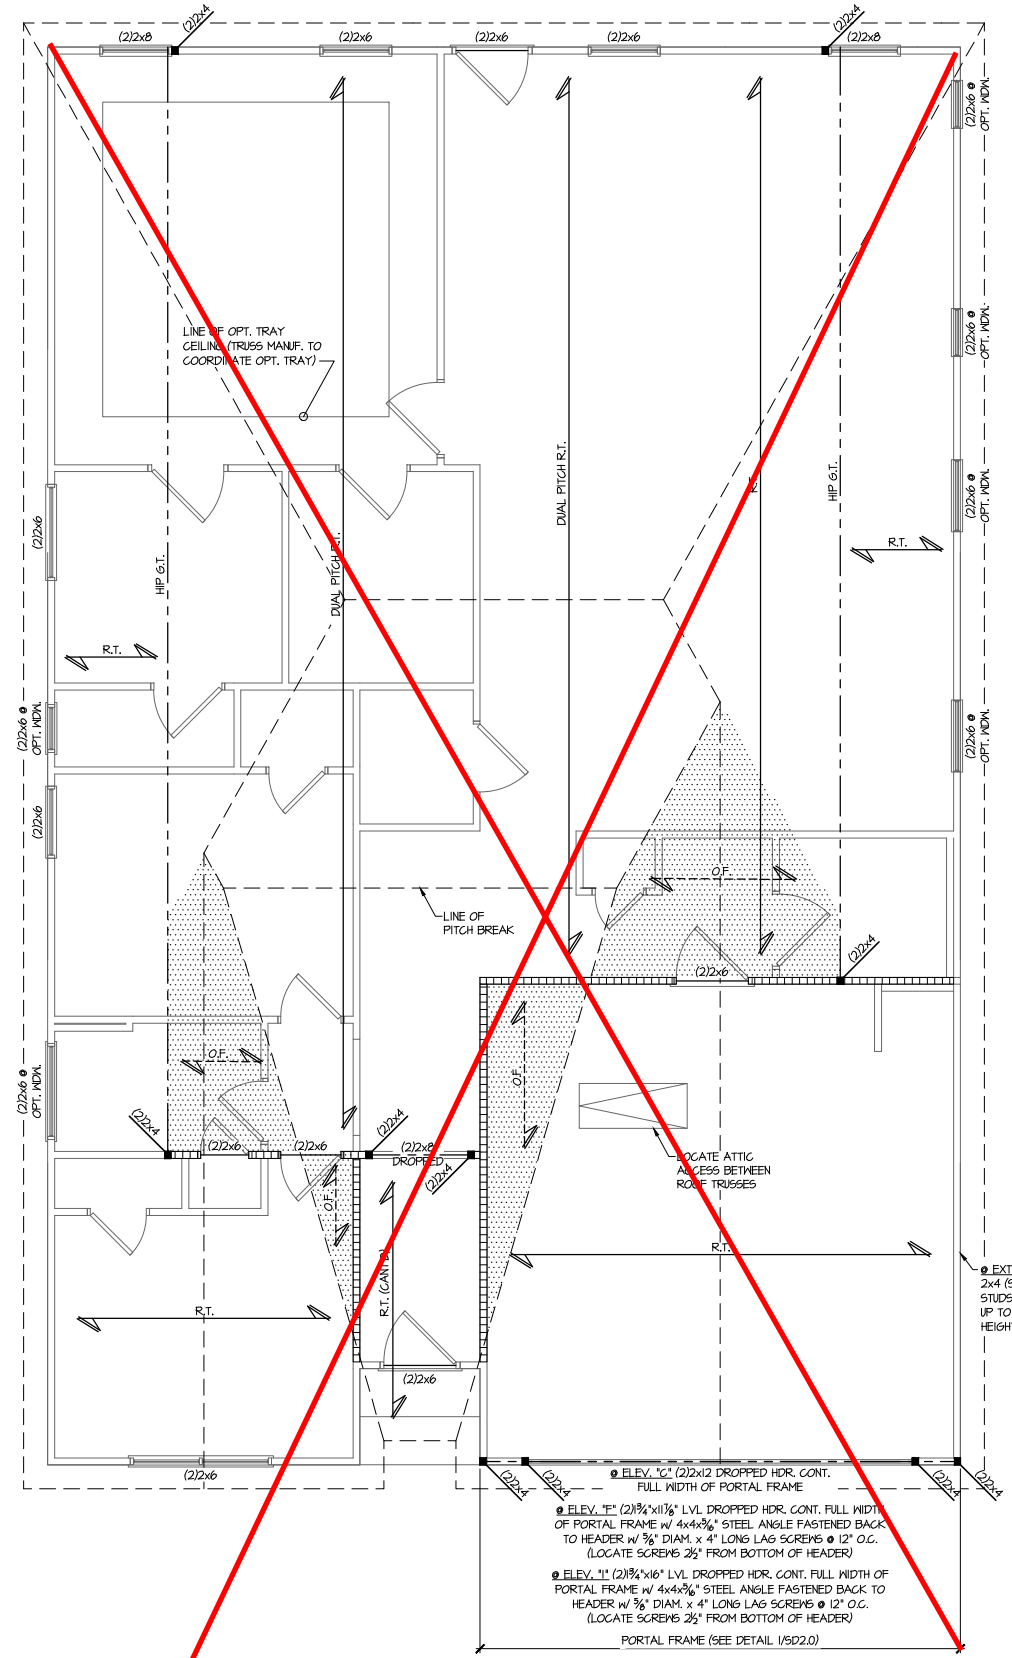 (2)2x4
(2)2x4
(2)2x8
(2)2x6
(2)2x6
(2)2x6
(2)2x8
(2)2x6 @
OPT. WDW.
LINE OF OPT. TRAY
CEILING (TRUSS MANUF. TO
COORDINATE OPT. TRAY)
(2)2x6 @
OPT. WDW.
DUAL PITCH R.T.
R.T.
HIP G.T.
(2)2x6 @
OPT. WDW.
(2)2x6
HIP G.T.
DUAL PITCH R.T.
R.T.
R.T.
(2)2x6 @
OPT. WDW.
(2)2x6 @
OPT. WDW.
(2)2x6
O.F.
LINE OF
PITCH BREAK
(2)2x4
(2)2x6
O.F.
O.F.
(2)2x6 @
OPT. WDW.
(2)2x4
(2)2x4
(2)2x6
(2)2x6
(2)2x8
DROPPED
(2)2x4
LOCATE ATTIC
ACCESS BETWEEN
ROOF TRUSSES
O.F.
R.T. (CANT'D)
R.T.
@ EXT
2x4 (S
STUDS
UP TO
HEIGH
R.T.
(2)2x6
(2)2x6
(2)2x4
(2)2x4
(2)2x4
(2)2x4
@ ELEV. "C" (2)2x12 DROPPED HDR. CONT.
FULL WIDTH OF PORTAL FRAME
@ ELEV. "F" (2)1¾"x11⅞" LVL DROPPED HDR. CONT. FULL WIDTH
OF PORTAL FRAME W/ 4x4x5/16" STEEL ANGLE FASTENED BACK
TO HEADER W/ 5/8" DIAM. x 4" LONG LAG SCREWS @ 12" O.C.
(LOCATE SCREWS 2½" FROM BOTTOM OF HEADER)
@ ELEV. "I" (2)1¾"x16" LVL DROPPED HDR. CONT. FULL WIDTH OF
PORTAL FRAME W/ 4x4x5/16" STEEL ANGLE FASTENED BACK TO
HEADER W/ 5/8" DIAM. x 4" LONG LAG SCREWS @ 12" O.C.
(LOCATE SCREWS 2½" FROM BOTTOM OF HEADER)
PORTAL FRAME (SEE DETAIL 1/SD2.0)